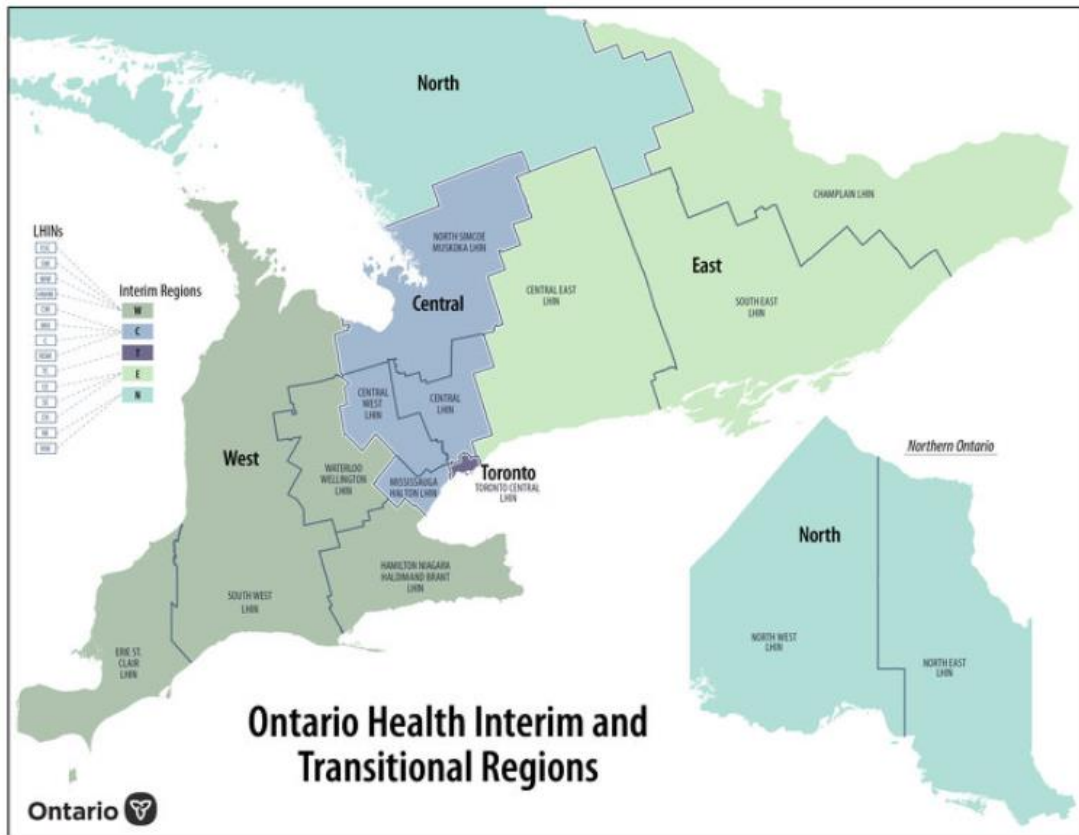 North
CHAMPLAIN LHIN
LHINs
NORTH SIMCOE
MUSKOKA LHIN
East
Interim Regions
CENTRAL EAST
LHIN
Central
SOUTH EAST
LHIN
W
C
T
E
N
CENTRAL
WEST
LHIN
CENTRAL
LHIN
West
WATERLOO
WELLINGTON
LHIN
MISSISSAUGA
HALTON LHIN
Toronto
TORONTO CENTRAL
LHIN
Northern Ontario
North
HAMILTON NIAGARA
HALDIMAND BRANT
LHIN
SOUTH WEST
LHIN
ERIE ST.
CLAIR
LHIN
NORTH WEST
LHIN
NORTH EAST
LHIN
Ontario Health Interim and
Transitional Regions
Ontario